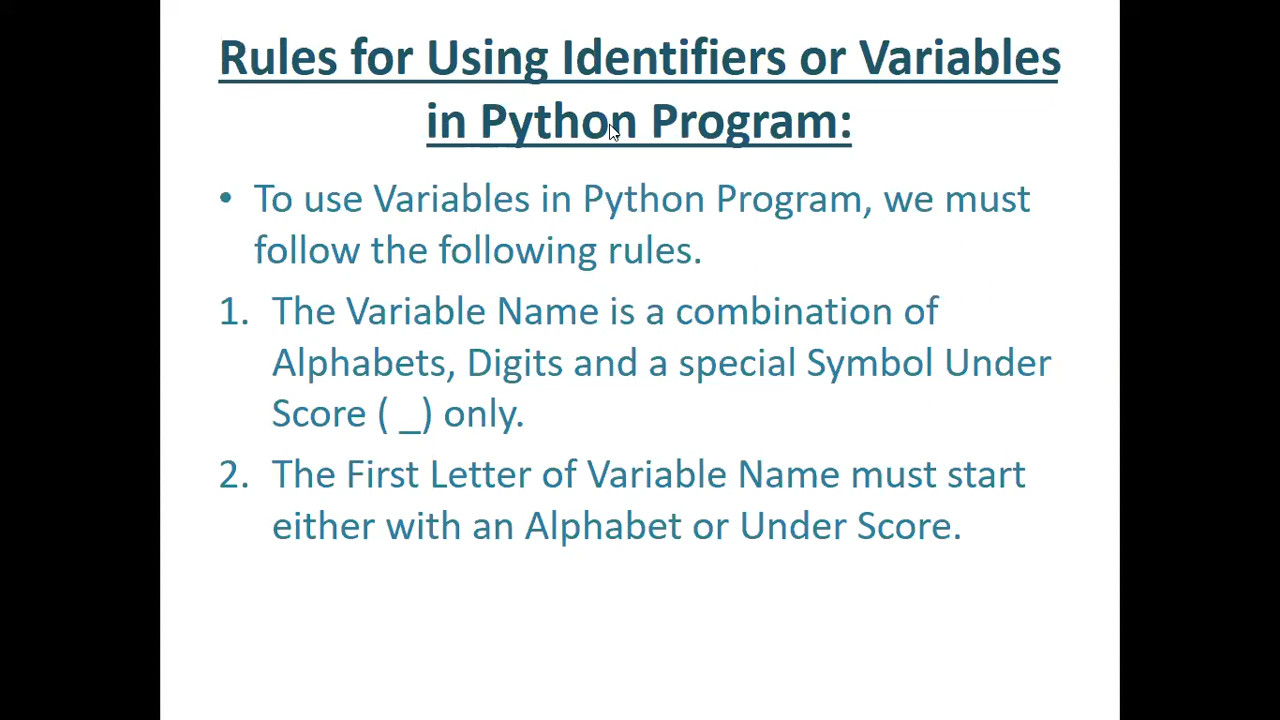 Rules for Using Identifiers or Variables
in Python Program:
• To use Variables in Python Program, we must
follow the following rules.
1. The Variable Name is a combination of
Alphabets, Digits and a special Symbol Under
Score ( _) only.
2. The First Letter of Variable Name must start
either with an Alphabet or Under Score.